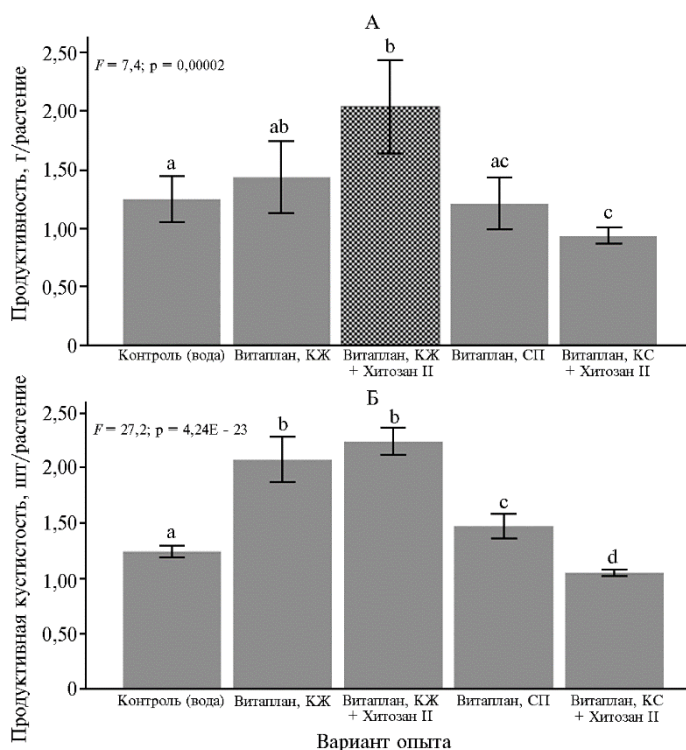 А
Продуктивность, г/растение
2,50
2,00
1,50
1,00
0,50
0
F = 7,4; p = 0,00002
a
ab
b
ac
c
Контроль (вода)
Витаплан, КЖ
Витаплан, КЖ
+ Хитозан II
Витаплан, СП
Витаплан, КС
+ Хитозан II
Б
Продуктивная кустистость, шт/растение
2,50
2,00
1,50
1,00
0,50
0
F = 27,2; p = 4,24E - 23
a
b
b
c
d
Контроль (вода)
Витаплан, КЖ
Витаплан, КЖ
+ Хитозан II
Витаплан, СП
Витаплан, КС
+ Хитозан II
Вариант опыта